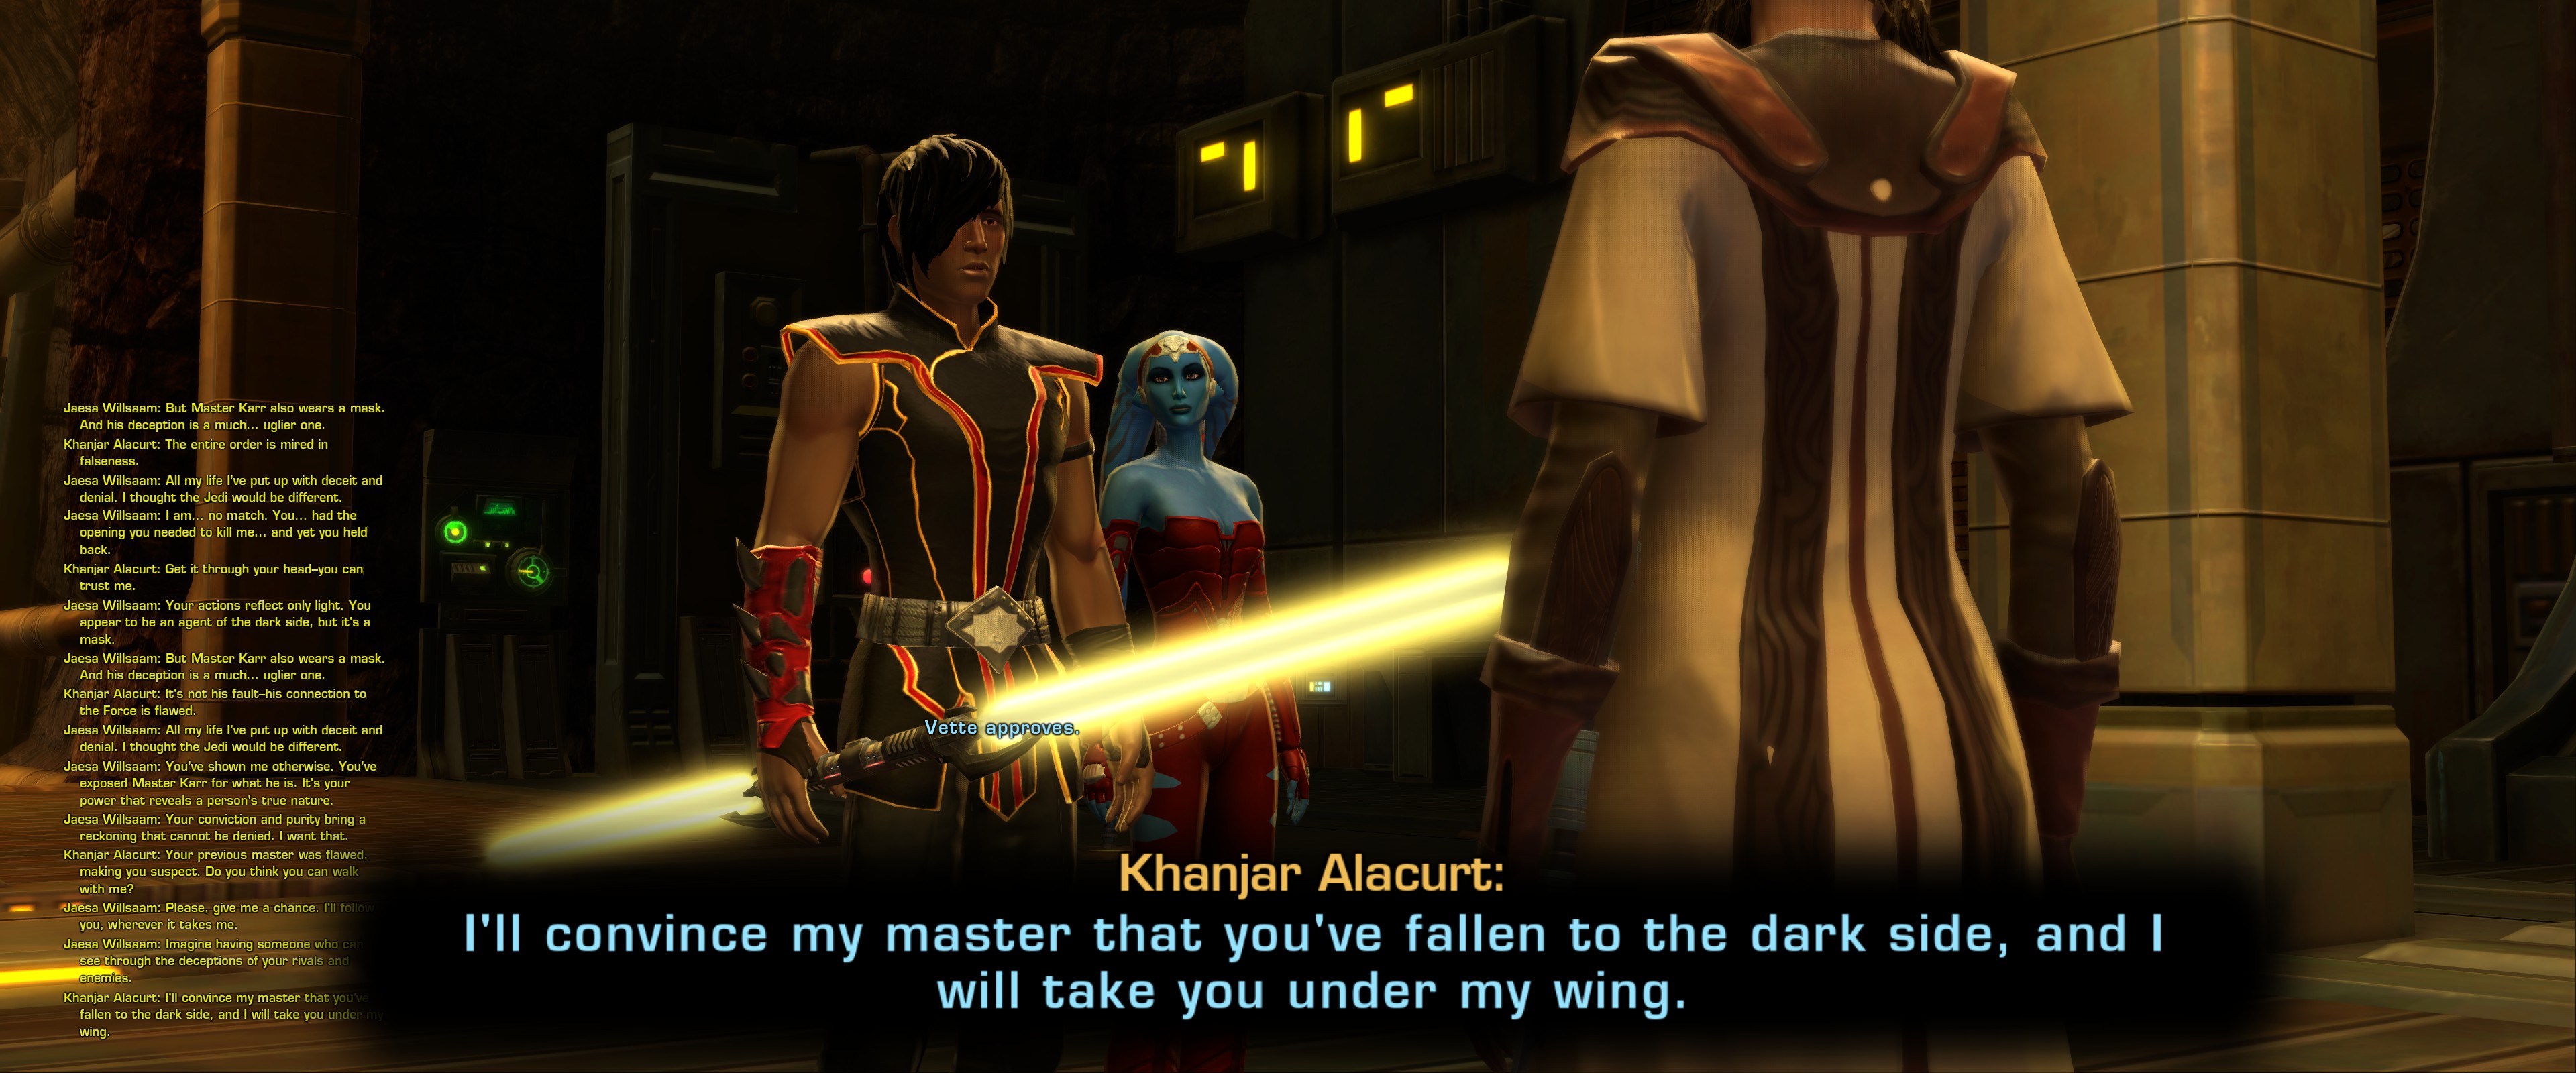 Jaesa Willsaam: But Master Karr also wears a mask.
And his deception is a much... uglier one.
Khanjar Alacurt: The entire order is mired in
falseness.
Jaesa Willsaam: All my life I've put up with deceit and
denial. I thought the Jedi would be different.
Jaesa Willsaam: I am... no match. You... had the
opening you needed to kill me... and yet you held
back.
Khanjar Alacurt: Get it through your head–you can
trust me.
Jaesa Willsaam: Your actions reflect only light. You
appear to be an agent of the dark side, but it's a
mask.
Jaesa Willsaam: But Master Karr also wears a mask.
And his deception is a much... uglier one.
Khanjar Alacurt: It's not his fault–his connection to
the Force is flawed.
Jaesa Willsaam: All my life I've put up with deceit and
denial. I thought the Jedi would be different.
Jaesa Willsaam: You've shown me otherwise. You've
exposed Master Karr for what he is. It's your
power that reveals a person's true nature.
Jaesa Willsaam: Your conviction and purity bring a
reckoning that cannot be denied. I want that.
Khanjar Alacurt: Your previous master was flawed,
making you suspect. Do you think you can walk
with me?
Jaesa Willsaam: Please, give me a chance. I'll follow
you, wherever it takes me.
Jaesa Willsaam: Imagine having someone who can
see through the deceptions of your rivals and
enemies.
Khanjar Alacurt: I'll convince my master that you've
fallen to the dark side, and I will take you under my
wing.
Vette approves.
Khanjar Alacurt:
I'll convince my master that you've fallen to the dark side, and I
will take you under my wing.